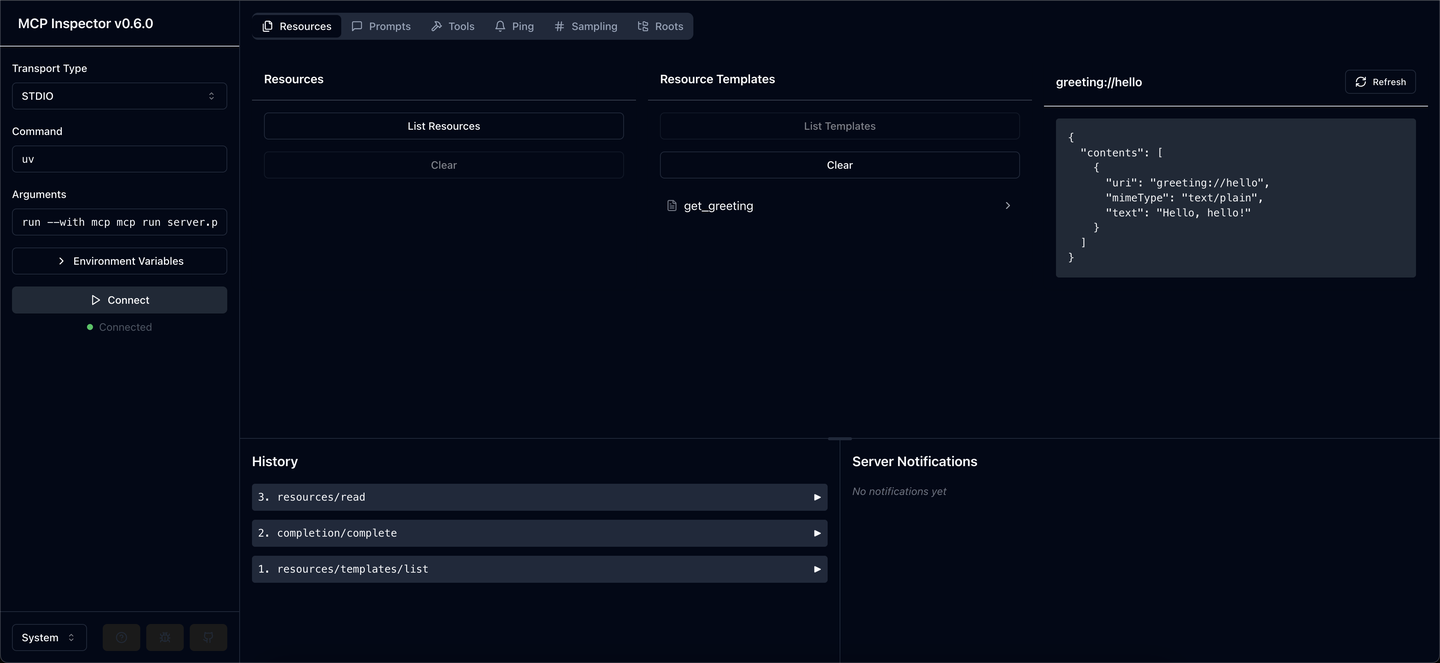 MCP Inspector v0.6.0
Transport Type
STDIO
Command
uv
Arguments
run --with mcp mcp run server.p
Environment Variables
Connect
Connected
System
Resources
Prompts
Tools
Ping
Sampling
Roots
Resources
List Resources
Clear
Resource Templates
List Templates
Clear
get_greeting
greeting://hello
Refresh
{
"contents": [
{
"uri": "greeting://hello",
"mimeType": "text/plain",
"text": "Hello, hello!"
}
]
}
History
3. resources/read
2. completion/complete
1. resources/templates/list
Server Notifications
No notifications yet